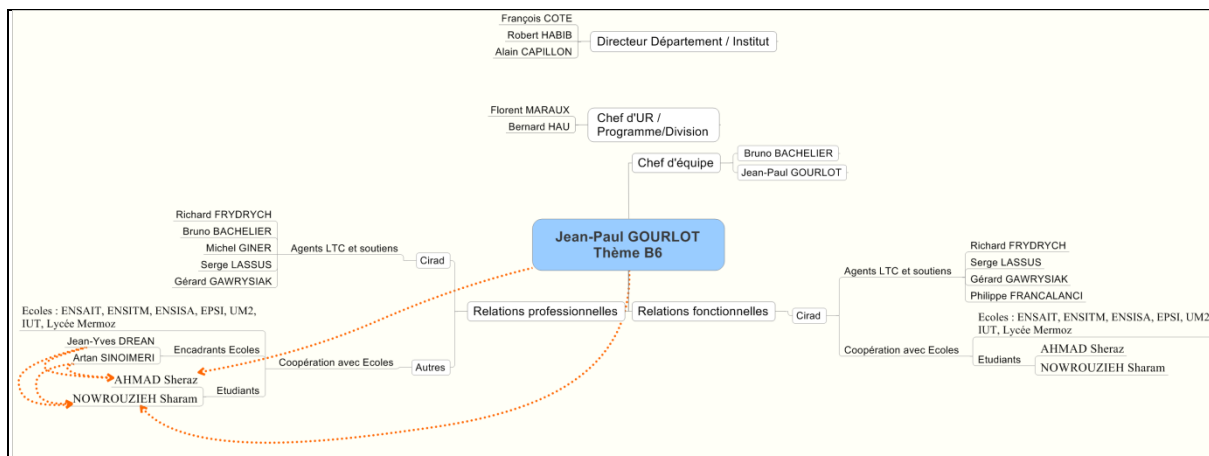 François COTE
Robert HABIB
Alain CAPILLON
Directeur Département / Institut
Florent MARAUX
Bernard HAU
Chef d'UR /
Programme/Division
Chef d'équipe
Bruno BACHELIER
Jean-Paul GOURLOT
Jean-Paul GOURLOT
Thème B6
Relations professionnelles
Cirad
Agents LTC et soutiens
Richard FRYDRYCH
Bruno BACHELIER
Michel GINER
Serge LASSUS
Gérard GAWRYSIAK
Autres
Coopération avec Ecoles
Ecoles : ENSAIT, ENSITM, ENSISA, EPSI, UM2,
IUT, Lycée Mermoz
Encadrants Ecoles
Jean-Yves DREAN
Artan SINOIMERI
Etudiants
AHMAD Sheraz
NOWROUZIEH Sharam
Relations fonctionnelles
Cirad
Agents LTC et soutiens
Richard FRYDRYCH
Serge LASSUS
Gérard GAWRYSIAK
Philippe FRANCALANCI
Coopération avec Ecoles
Ecoles : ENSAIT, ENSITM, ENSISA, EPSI, UM2
IUT, Lycée Mermoz
Etudiants
AHMAD Sheraz
NOWROUZIEH Sharam